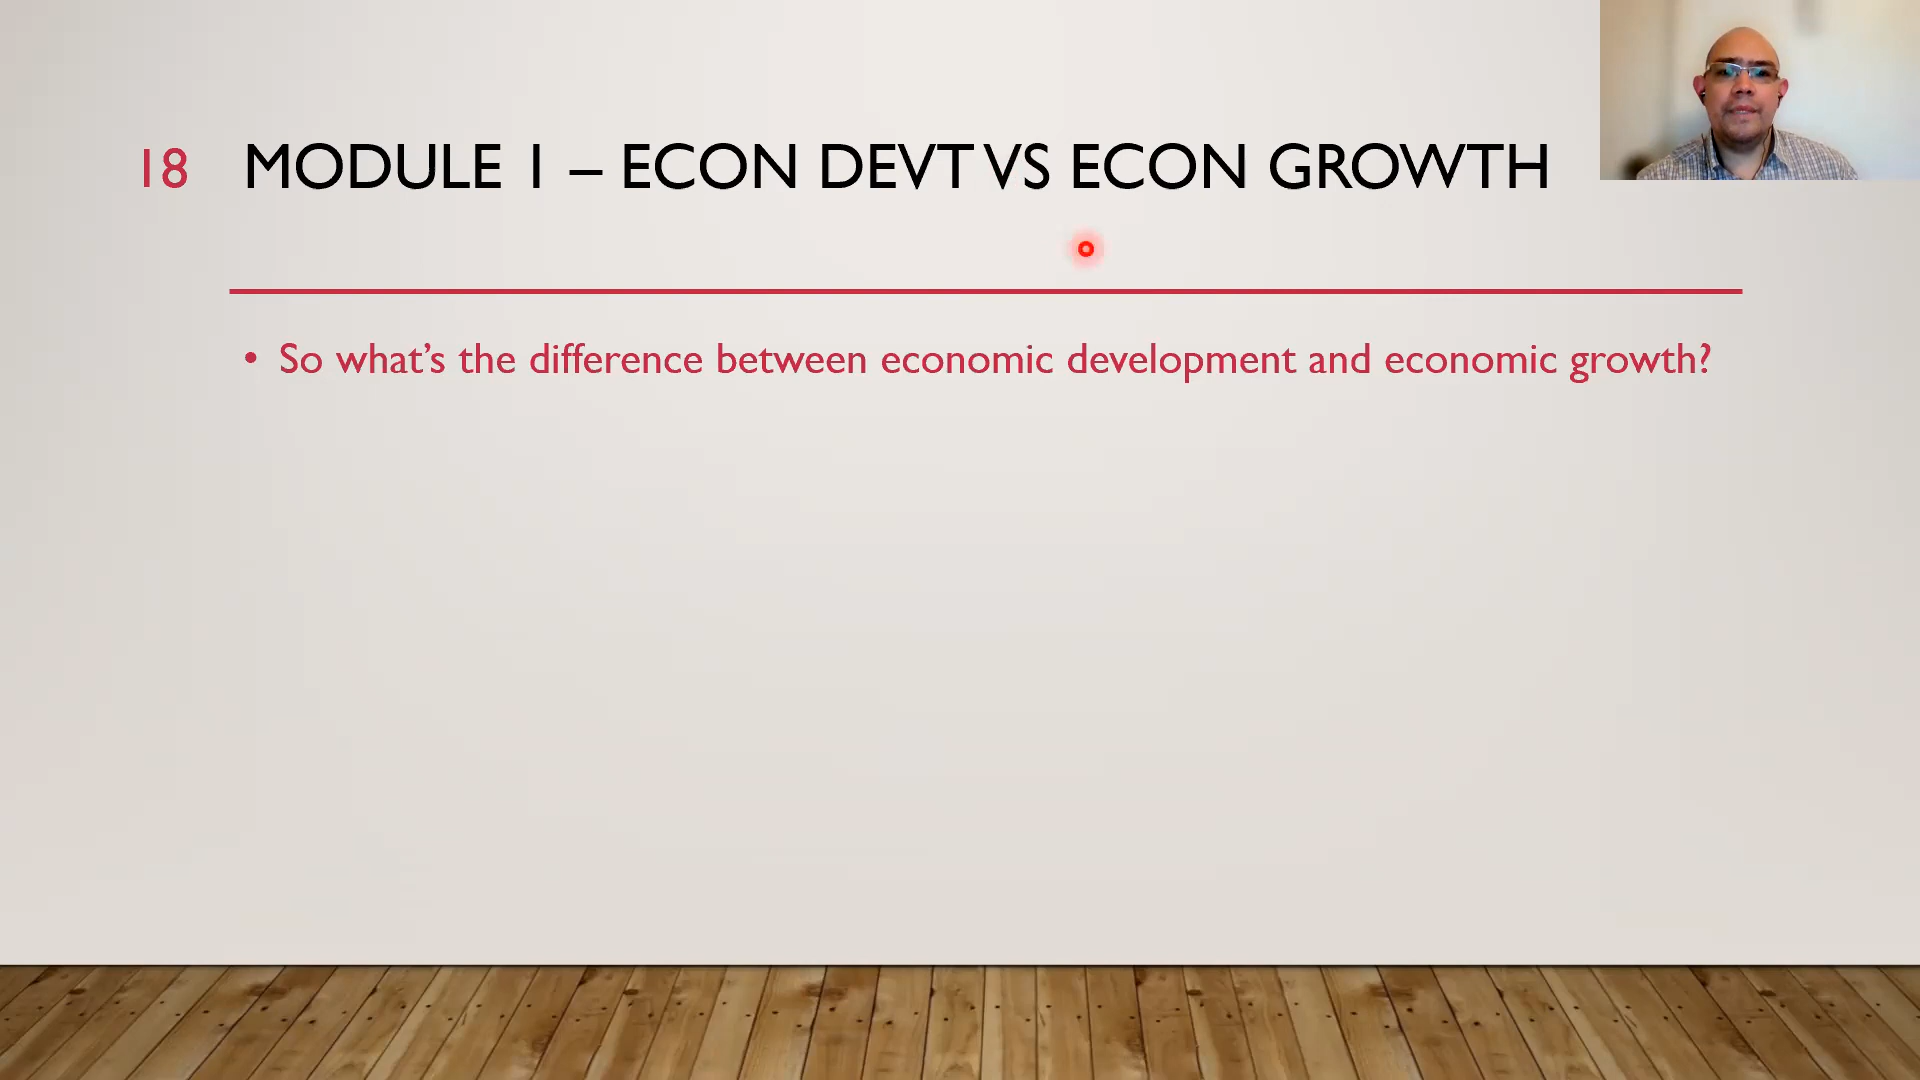 18 MODULE 1 – ECON DEVT VS ECON GROWTH
• So what’s the difference between economic development and economic growth?